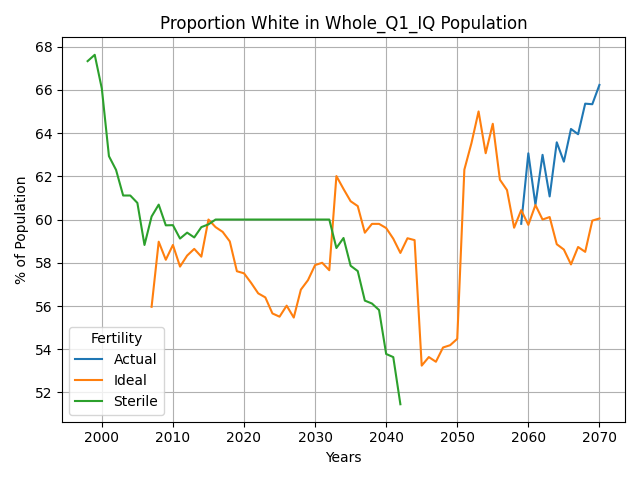 Proportion White in Whole_Q1_IQ Population
% of Population
68
66
64
62
60
58
56
54
52
Fertility
Actual
Ideal
Sterile
2000 2010 2020 2030 2040 2050 2060 2070
Years